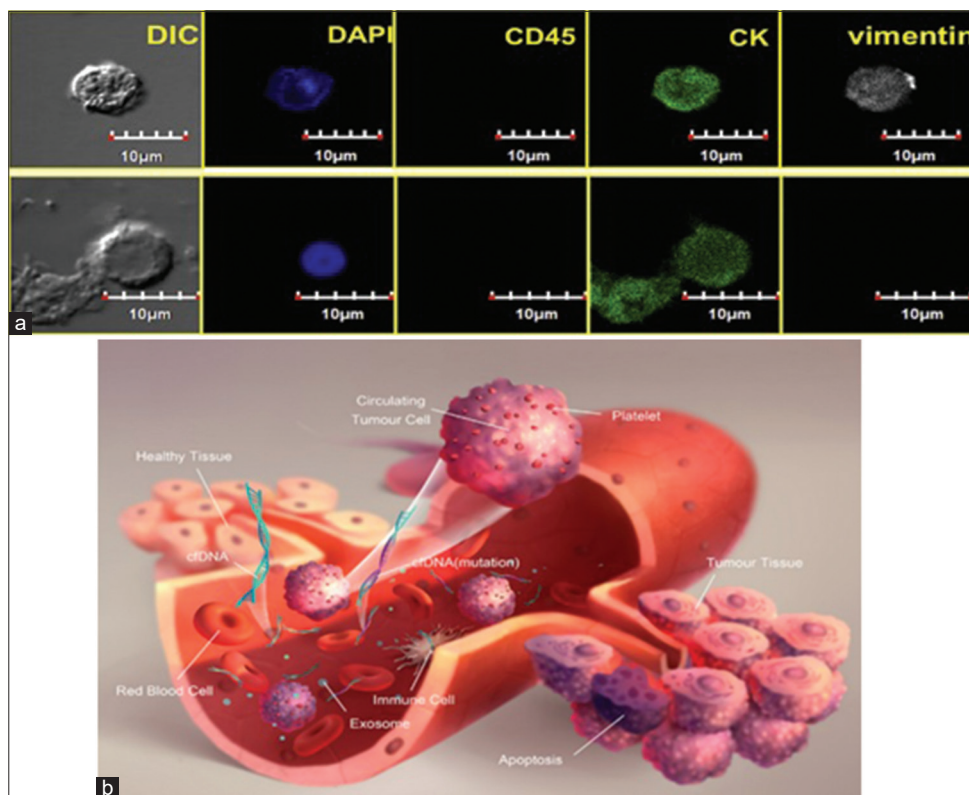 DIC
DAPI
CD45
CK
vimentin
10μm
10μm
10μm
10μm
10μm
10μm
10μm
10μm
10μm
10μm
a
Circulating
Tumour Cell
Platelet
Healthy Tissue
cfDNA
cfDNA(mutation)
Tumour Tissue
Red Blood Cell
Immune Cell
Exosome
Apoptosis
b